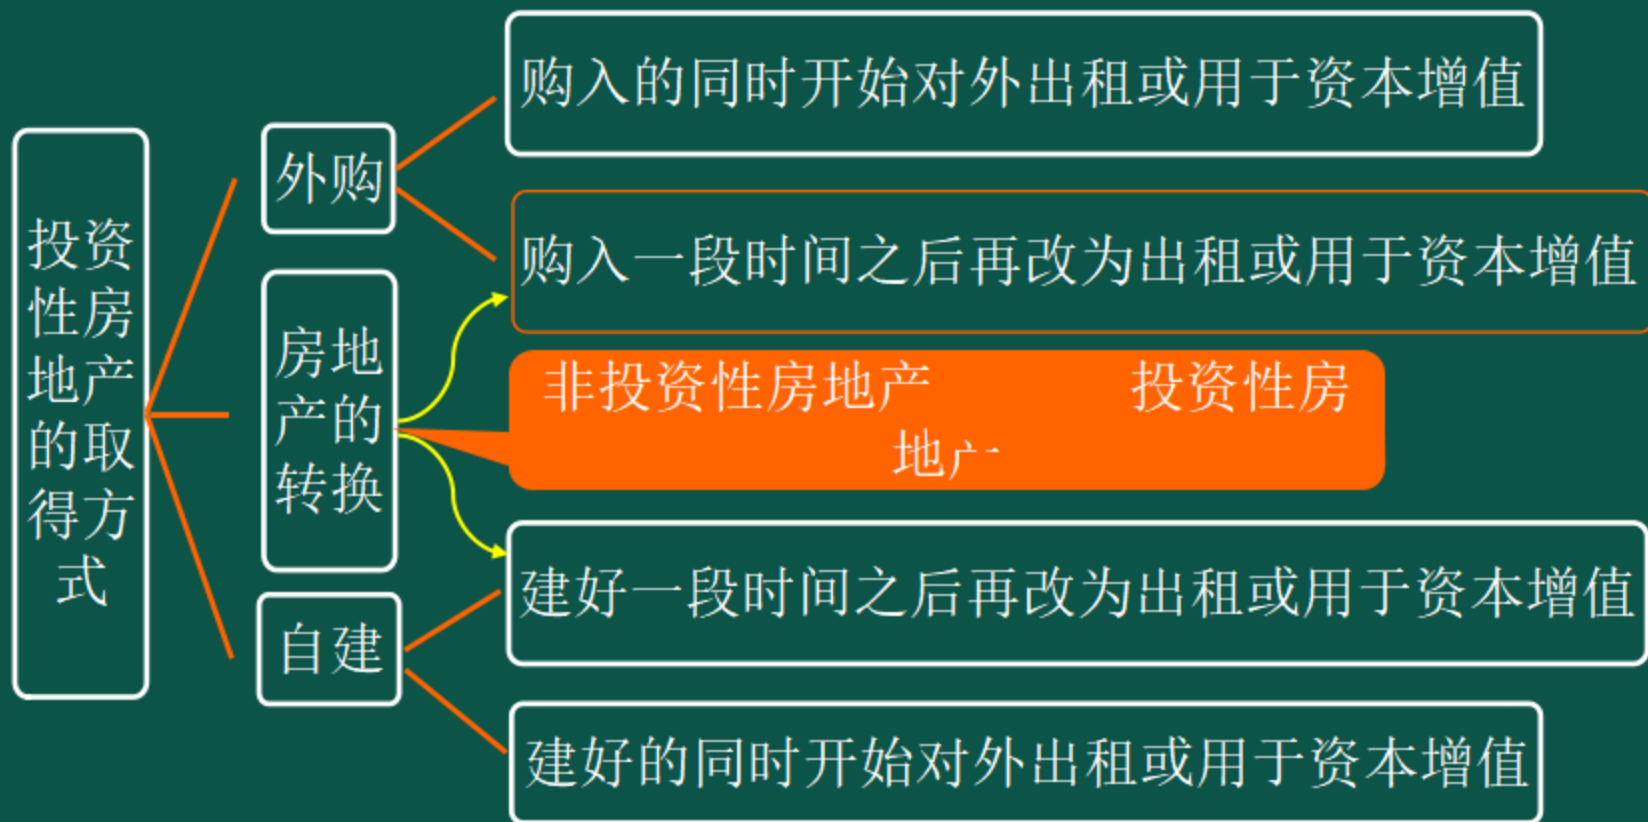 投资
性房
地产
的取
得方
式
外购
房地
产的
转换
自建
购入的同时开始对外出租或用于资本增值
购入一段时间之后再改为出租或用于资本增值
非投资性房地产 投资性房
地产
建好一段时间之后再改为出租或用于资本增值
建好的同时开始对外出租或用于资本增值